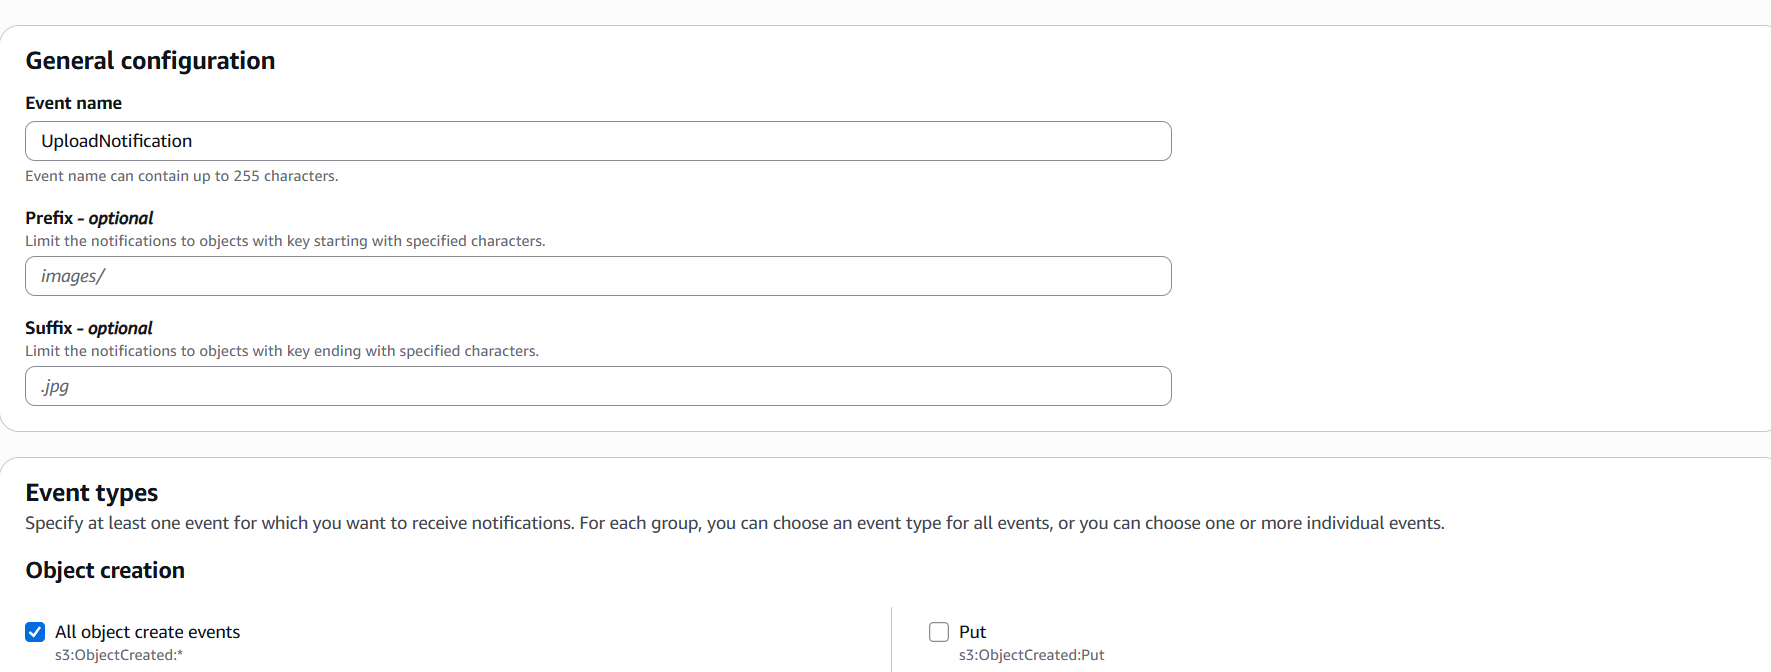 General configuration
Event name
UploadNotification
Event name can contain up to 255 characters.
Prefix - optional
Limit the notifications to objects with key starting with specified characters.
images/
Suffix - optional
Limit the notifications to objects with key ending with specified characters.
.jpg
Event types
Specify at least one event for which you want to receive notifications. For each group, you can choose an event type for all events, or you can choose one or more individual events.
Object creation
All object create events
s3:ObjectCreated:*
Put
s3:ObjectCreated:Put